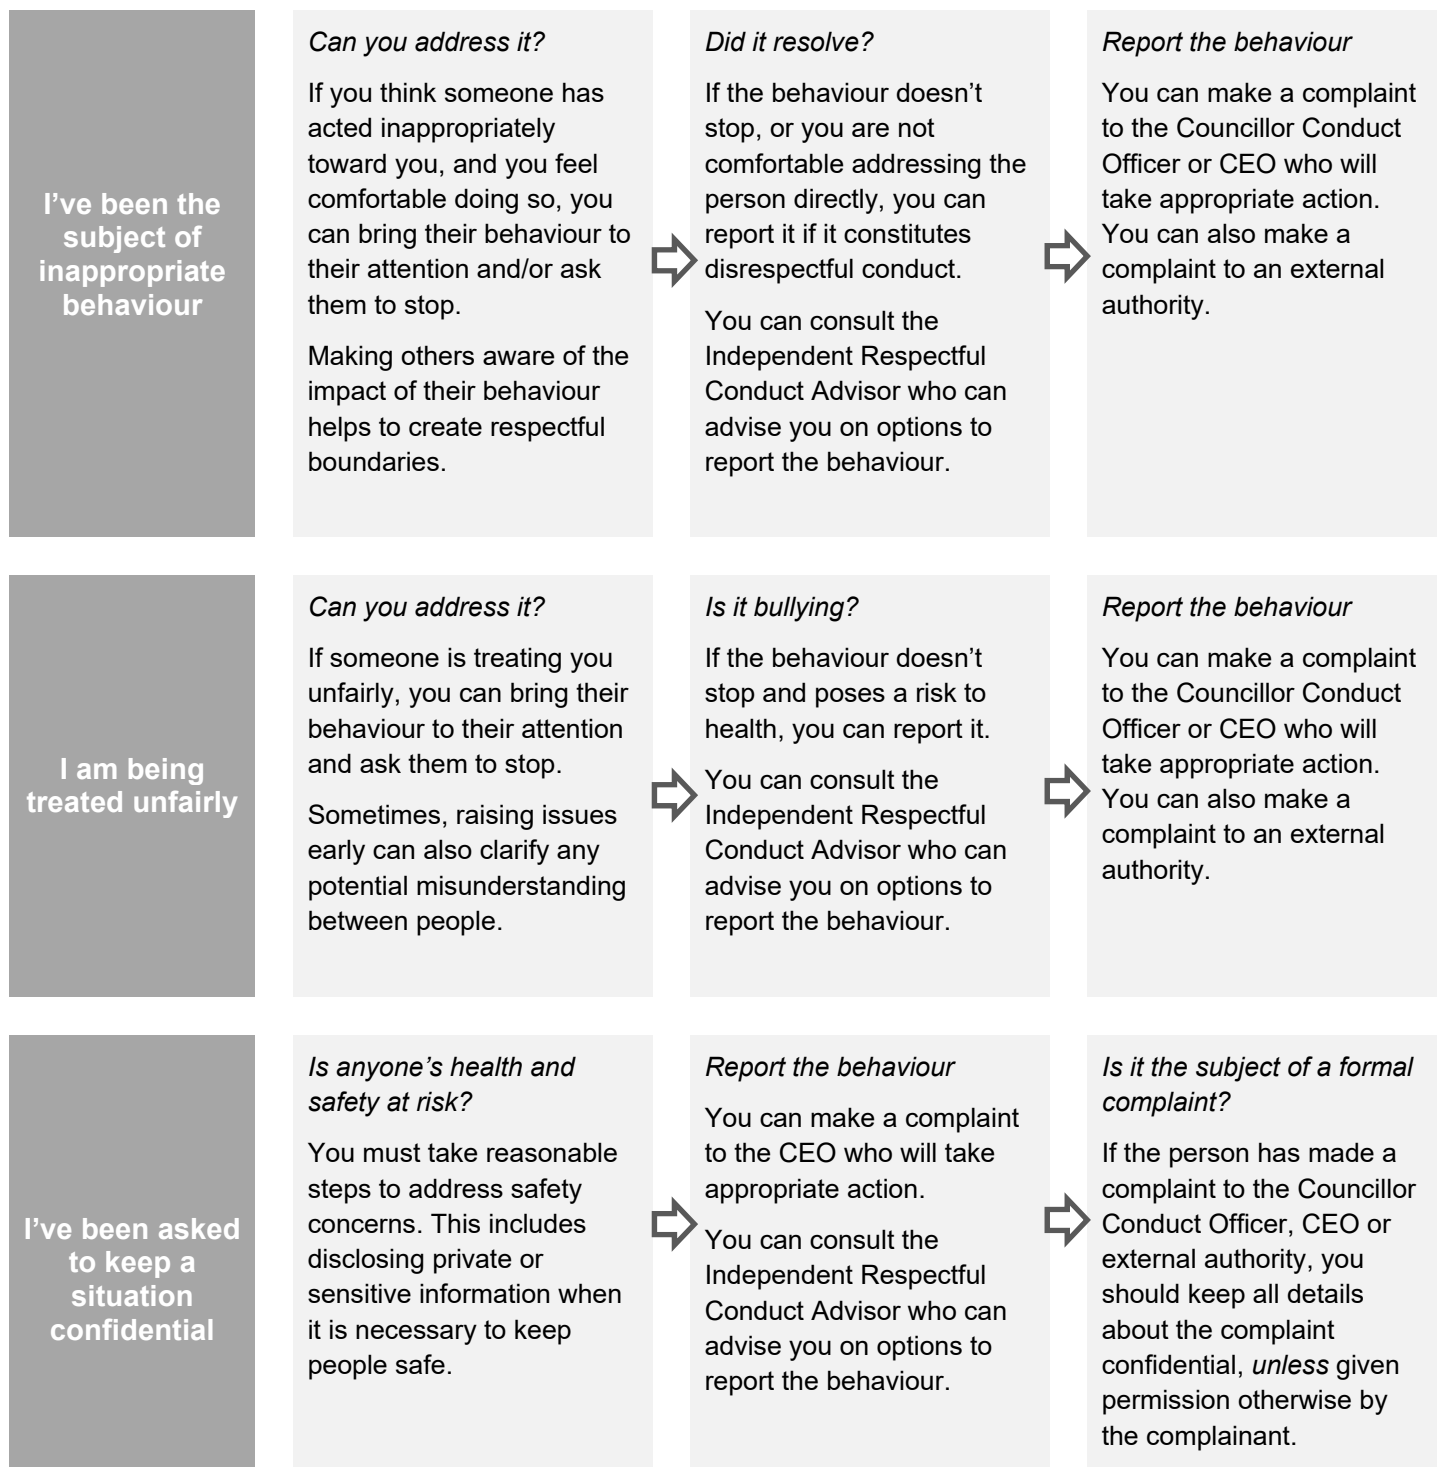 I've been the
subject of
inappropriate
behaviour
Can you address it?
If you think someone has
acted inappropriately
toward you, and you feel
comfortable doing so, you
can bring their behaviour to
their attention and/or ask
them to stop.
Making others aware of the
impact of their behaviour
helps to create respectful
boundaries.
Did it resolve?
If the behaviour doesn't
stop, or you are not
comfortable addressing the
person directly, you can
report it if it constitutes
disrespectful conduct.
You can consult the
Independent Respectful
Conduct Advisor who can
advise you on options to
report the behaviour.
Report the behaviour
You can make a complaint
to the Councillor Conduct
Officer or CEO who will
take appropriate action.
You can also make a
complaint to an external
authority.
I am being
treated unfairly
Can you address it?
If someone is treating you
unfairly, you can bring their
behaviour to their attention
and ask them to stop.
Sometimes, raising issues
early can also clarify any
potential misunderstanding
between people.
Is it bullying?
If the behaviour doesn't
stop and poses a risk to
health, you can report it.
You can consult the
Independent Respectful
Conduct Advisor who can
advise you on options to
report the behaviour.
Report the behaviour
You can make a complaint
to the Councillor Conduct
Officer or CEO who will
take appropriate action.
You can also make a
complaint to an external
authority.
I've been asked
to keep a
situation
confidential
Is anyone's health and
safety at risk?
You must take reasonable
steps to address safety
concerns. This includes
disclosing private or
sensitive information when
it is necessary to keep
people safe.
Report the behaviour
You can make a complaint
to the CEO who will take
appropriate action.
You can consult the
Independent Respectful
Conduct Advisor who can
advise you on options to
report the behaviour.
Is it the subject of a formal
complaint?
If the person has made a
complaint to the Councillor
Conduct Officer, CEO or
external authority, you
should keep all details
about the complaint
confidential, unless given
permission otherwise by
the complainant.